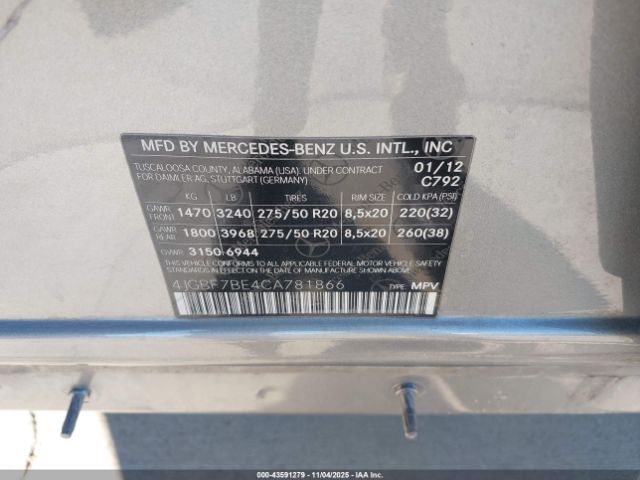 MFD BY MERCEDES-BENZ U.S. INTL., INC
TUSCALOOSA COUNTY, ALABAMA (USA). UNDER CONTRACT
FOR DAIMLER AG, STUTTGART (GERMANY)
01/12
C792
KG LB TIRES RIM SIZE COLD KPA (PSI)
GAWR FRONT 1470 3240 275/50 R20 8,5x20 220(32)
GAWR REAR 1800 3968 275/50 R20 8,5x20 260(38)
GVWR 3150 6944
THIS VEHICLE CONFORMS TO ALL APPLICABLE U.S. FEDERAL MOTOR VEHICLE SAFETY
STANDARDS IN EFFECT ON THE DATE OF MANUFACTURE SHOWN ABOVE.
4JGBF7BE4CA781866 TYPE: MPV
000-43591279 - 11/04/2025 - iaai.com